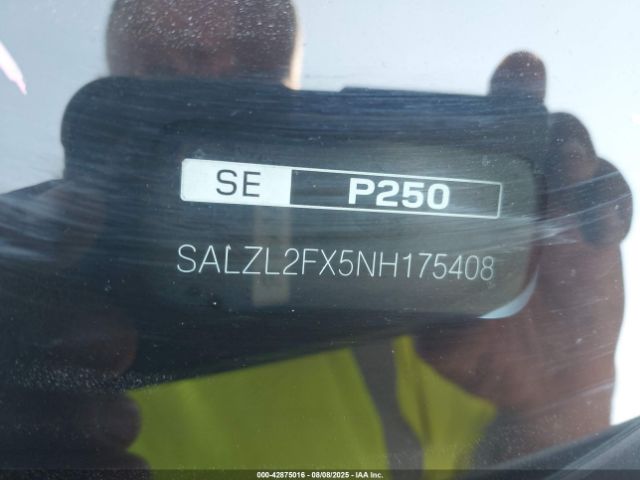 SE P250
SALZL2FX5NH175408
000-42875016 - 08/08/2025 - IAA Inc.